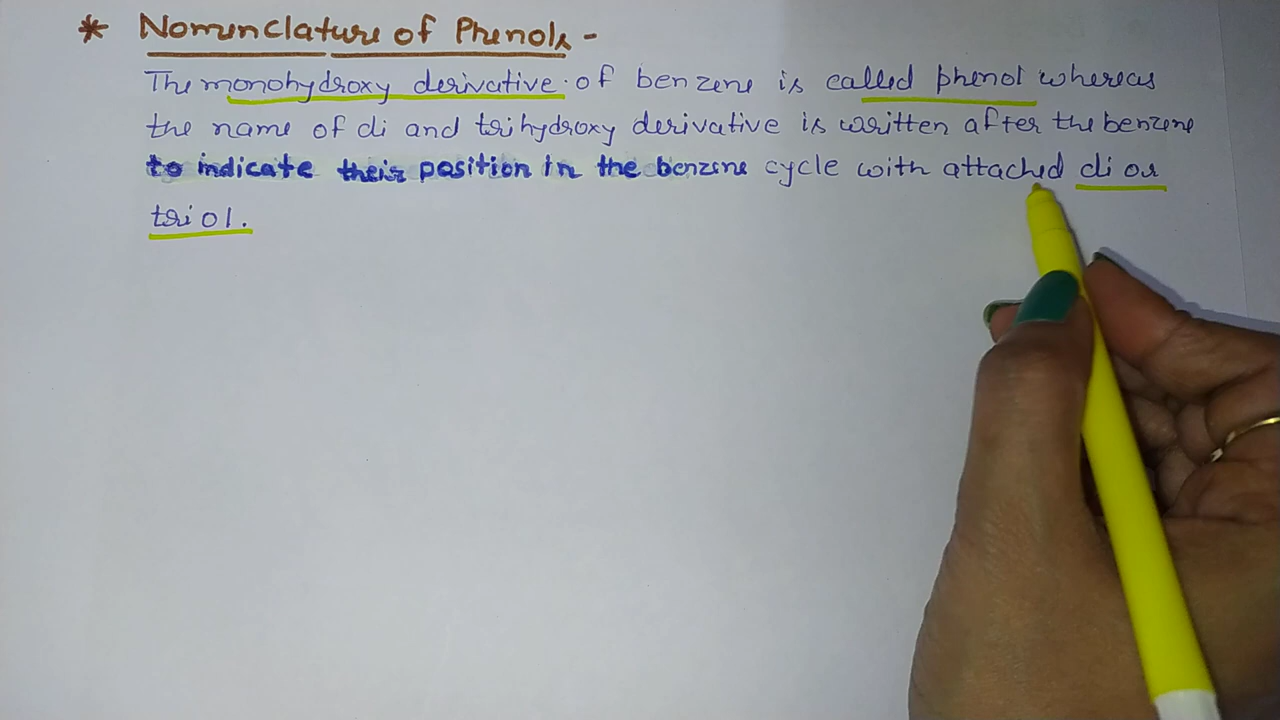 * Nomenclature of Phenols -
The monohydroxy derivative of benzene is called phenol whereas
the name of di and trihydroxy derivative is written after the benzene
to indicate their position in the benzene cycle with attached di or
triol.